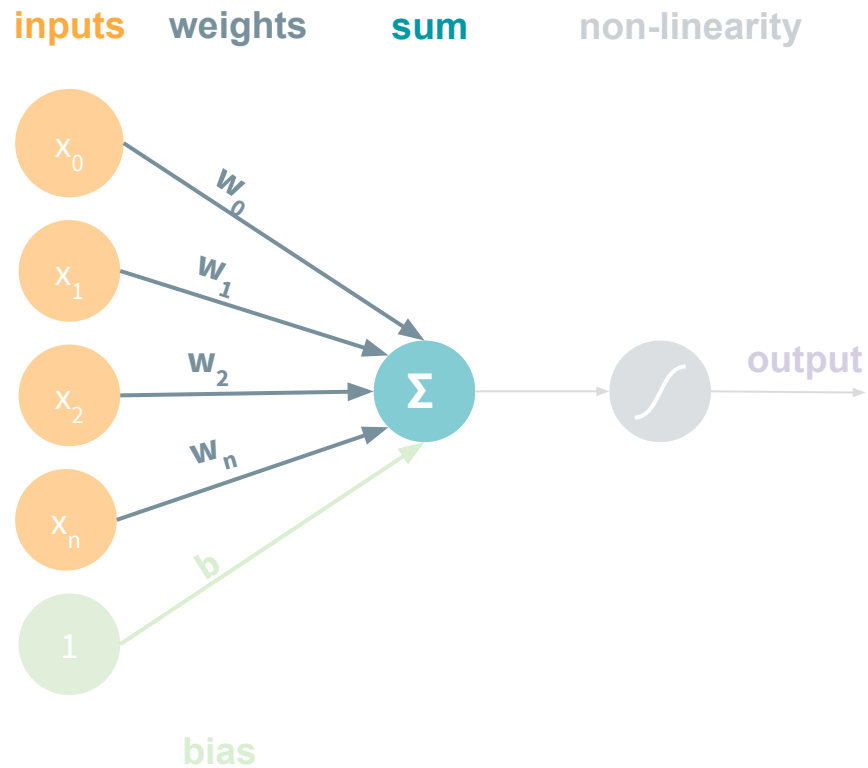 inputs weights sum non-linearity
x₀
w₀
x₁
w₁
x₂
w₂
Σ
output
xₙ
wₙ
b
1
bias